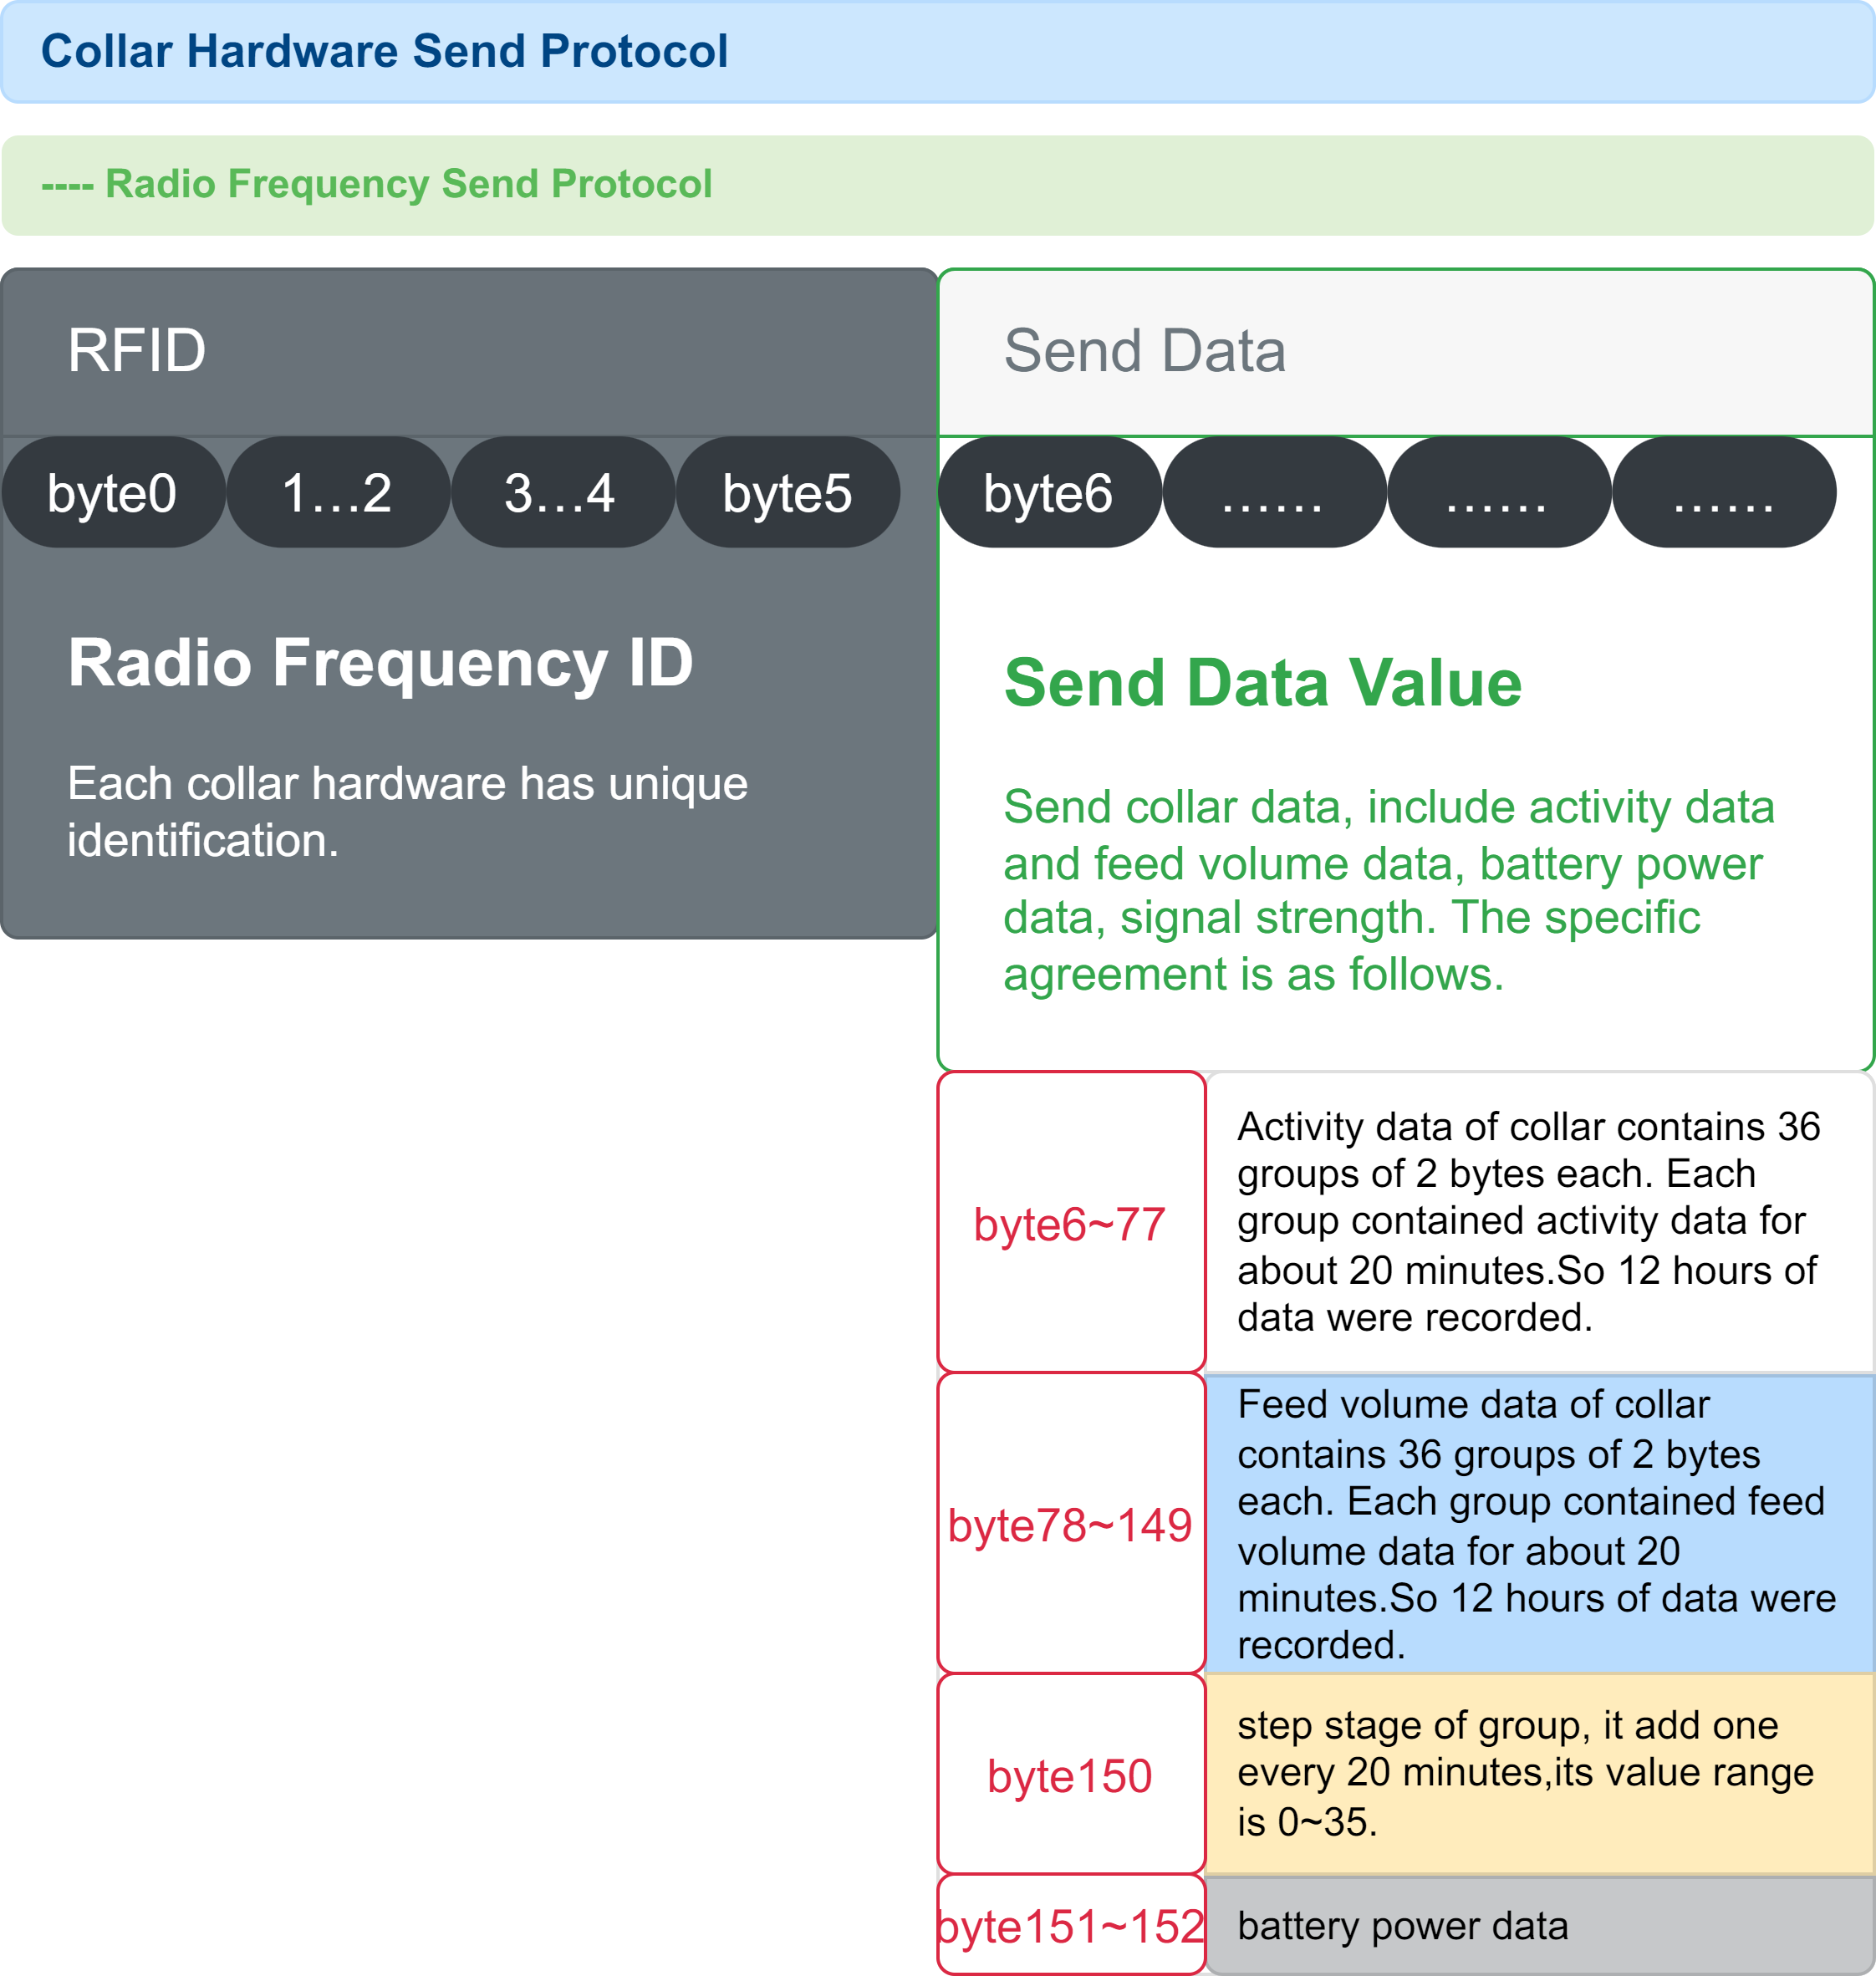 Collar Hardware Send Protocol
---- Radio Frequency Send Protocol
RFID
byte0 1...2 3...4 byte5
Radio Frequency ID
Each collar hardware has unique
identification.
Send Data
byte6 ...... ...... ......
Send Data Value
Send collar data, include activity data
and feed volume data, battery power
data, signal strength. The specific
agreement is as follows.
byte6~77
Activity data of collar contains 36
groups of 2 bytes each. Each
group contained activity data for
about 20 minutes.So 12 hours of
data were recorded.
byte78~149
Feed volume data of collar
contains 36 groups of 2 bytes
each. Each group contained feed
volume data for about 20
minutes.So 12 hours of data were
recorded.
byte150
step stage of group, it add one
every 20 minutes,its value range
is 0~35.
byte151~152
battery power data